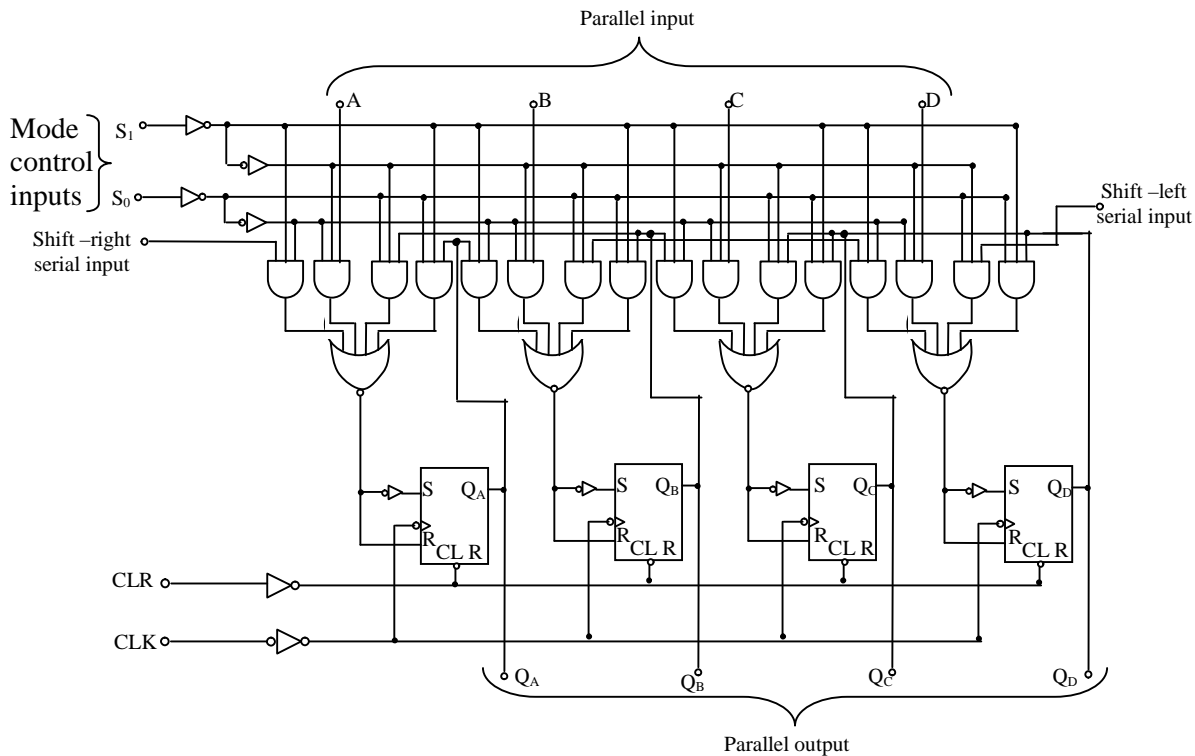 Parallel input
A
B
C
D
Mode
control
inputs
S1
S0
Shift –right
serial input
Shift –left
serial input
S
QA
R
CL R
S
QB
R
CL R
S
QC
R
CL R
S
QD
R
CL R
CLR
CLK
QA
QB
QC
QD
Parallel output